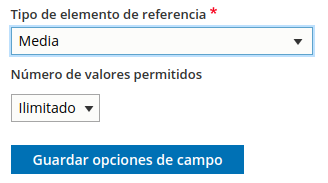 Tipo de elemento de referencia *
Media
Número de valores permitidos
Ilimitado
Guardar opciones de campo